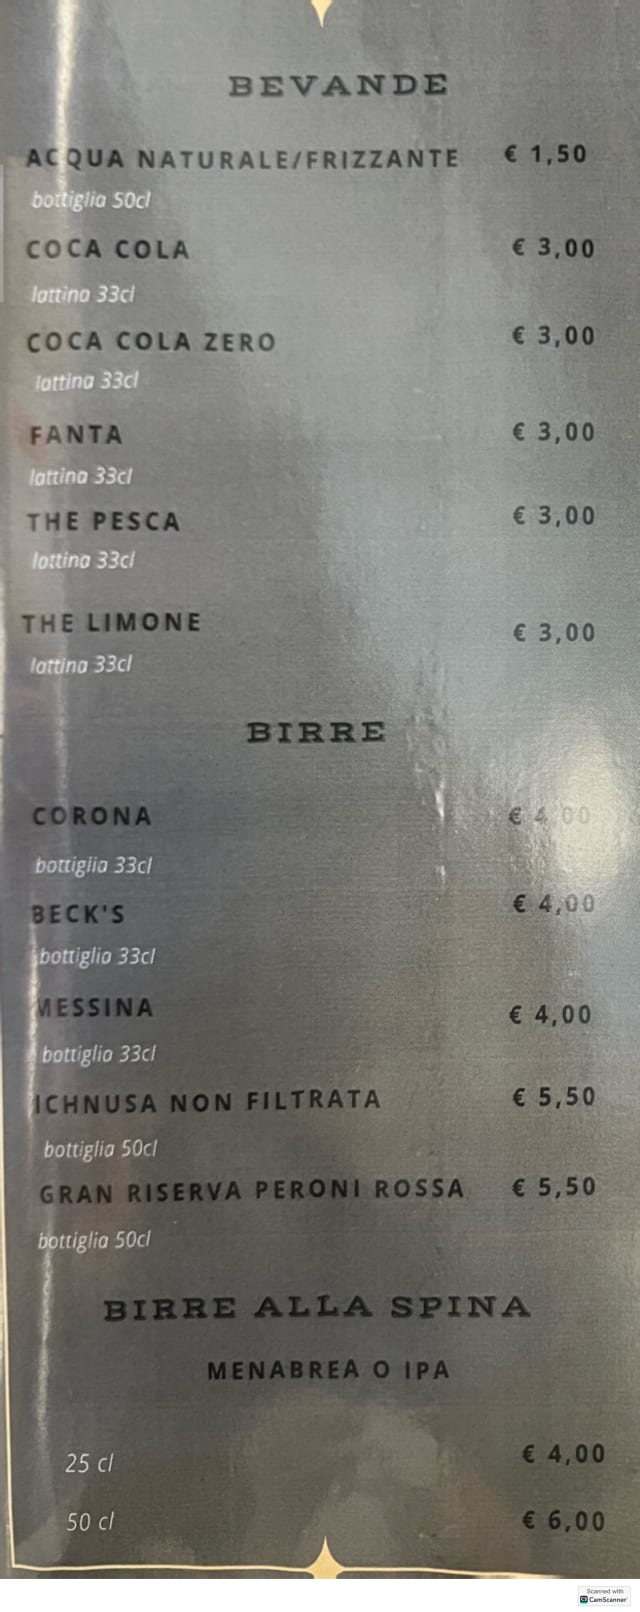 BEVANDE
ACQUA NATURALE/FRIZZANTE € 1,50
bottiglia 50cl
COCA COLA € 3,00
lattina 33cl
COCA COLA ZERO € 3,00
lattina 33cl
FANTA € 3,00
lattina 33cl
THE PESCA € 3,00
lattina 33cl
THE LIMONE € 3,00
lattina 33cl
BIRRE
CORONA € 4,00
bottiglia 33cl
BECK'S € 4,00
bottiglia 33cl
MESSINA € 4,00
bottiglia 33cl
ICHNUSA NON FILTRATA € 5,50
bottiglia 50cl
GRAN RISERVA PERONI ROSSA € 5,50
bottiglia 50cl
BIRRE ALLA SPINA
MENABREA O IPA
25 cl € 4,00
50 cl € 6,00
Scanned with
CamScanner